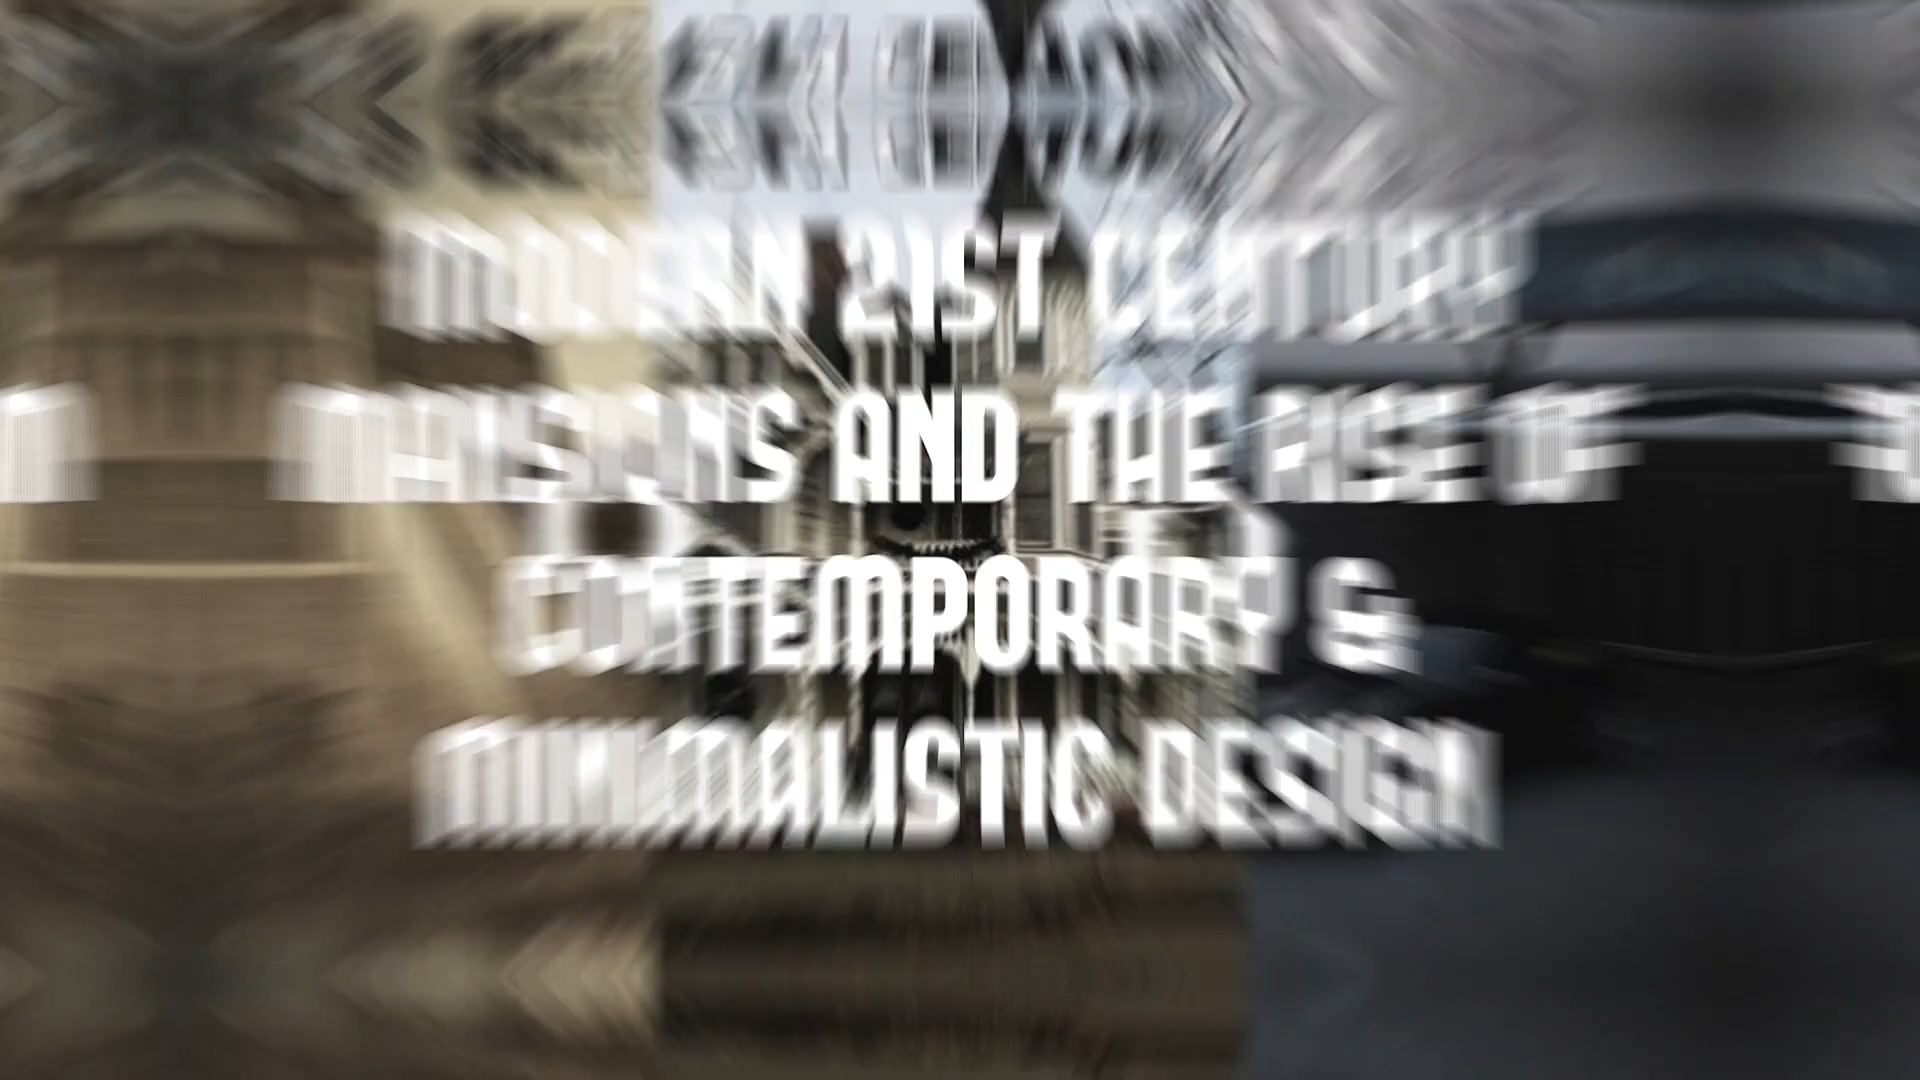 MODERN 21ST CENTURY
MANSIONS AND THE RISE OF
CONTEMPORARY &
MINIMALISTIC DESIGN